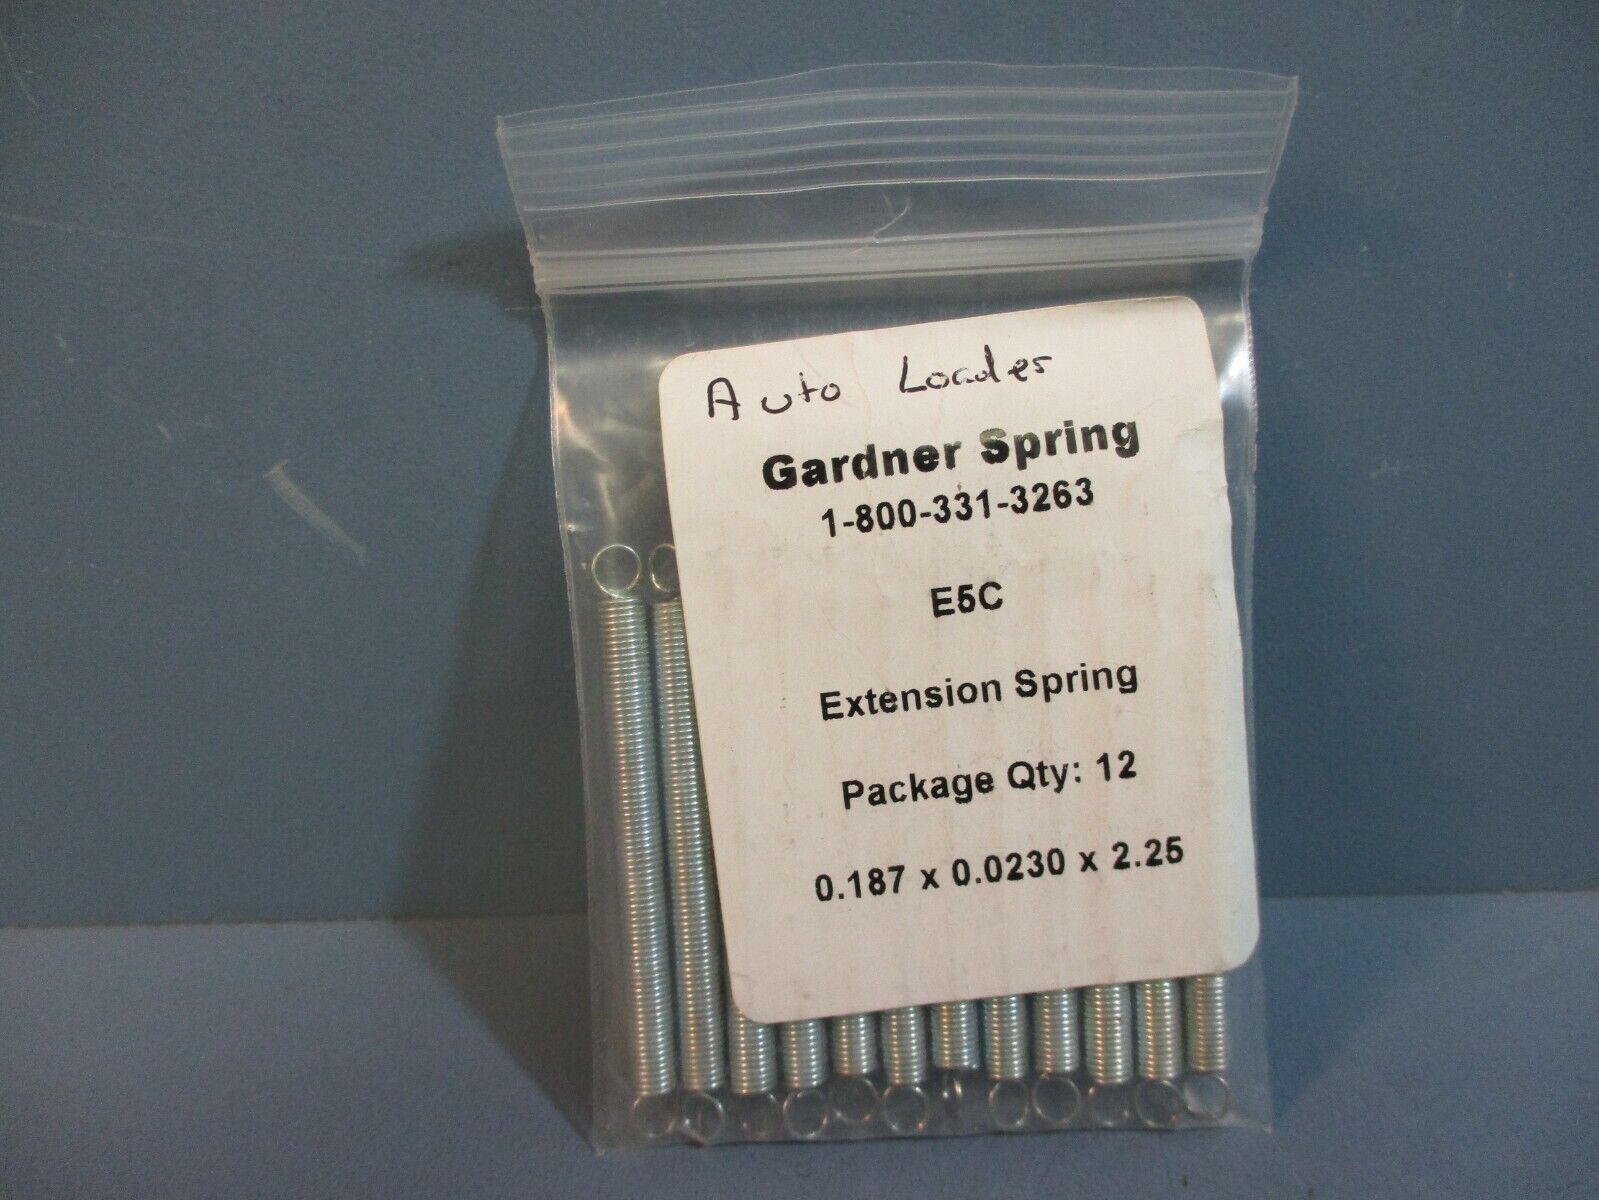 Auto Loader
Gardner Spring
1-800-331-3263
E5C
Extension Spring
Package Qty: 12
0.187 x 0.0230 x 2.25